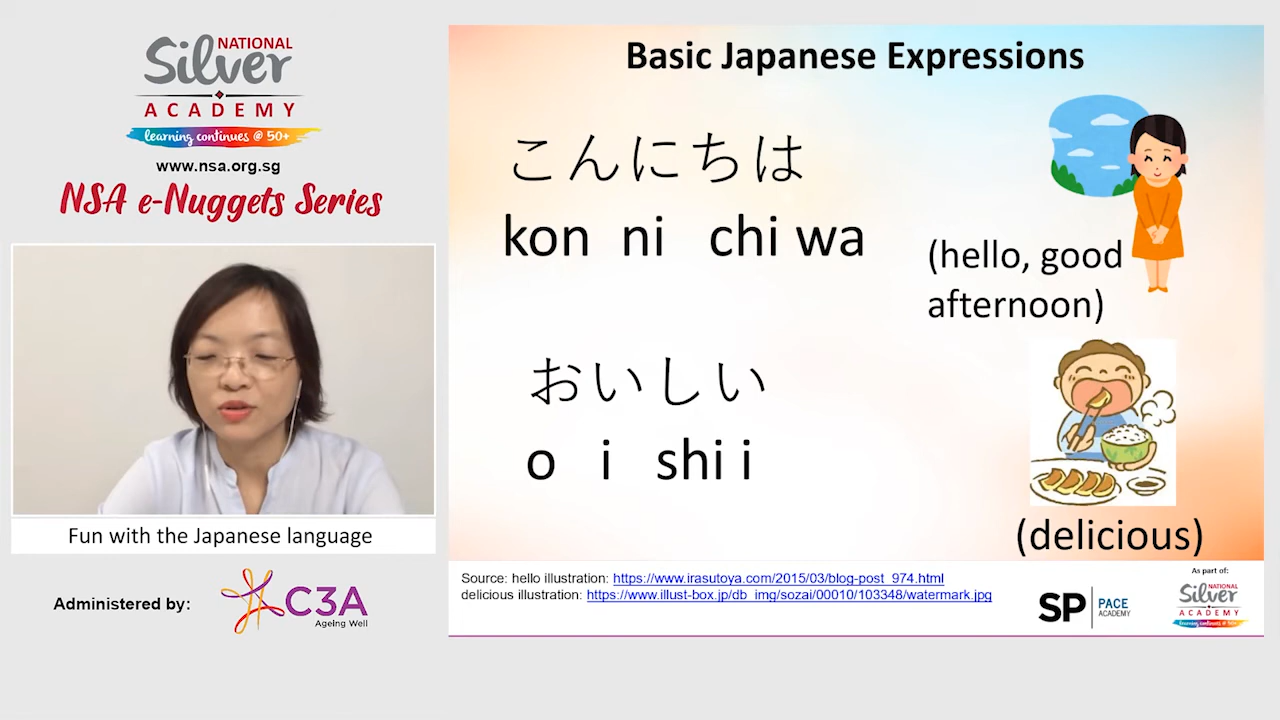 NATIONAL
Silver
ACADEMY
learning continues @ 50+
www.nsa.org.sg
NSA e-Nuggets Series
Fun with the Japanese language
Administered by:
C3A
Ageing Well
Basic Japanese Expressions
こんにちは
kon ni chi wa
(hello, good
afternoon)
おいしい
o i shi i
(delicious)
Source: hello illustration: https://www.irasutoya.com/2015/03/blog-post_974.html
delicious illustration: https://www.illust-box.jp/db_img/sozai/00010/103348/watermark.jpg
SP
PACE
ACADEMY
As part of:
NATIONAL
Silver
ACADEMY
learning continues @ 50+